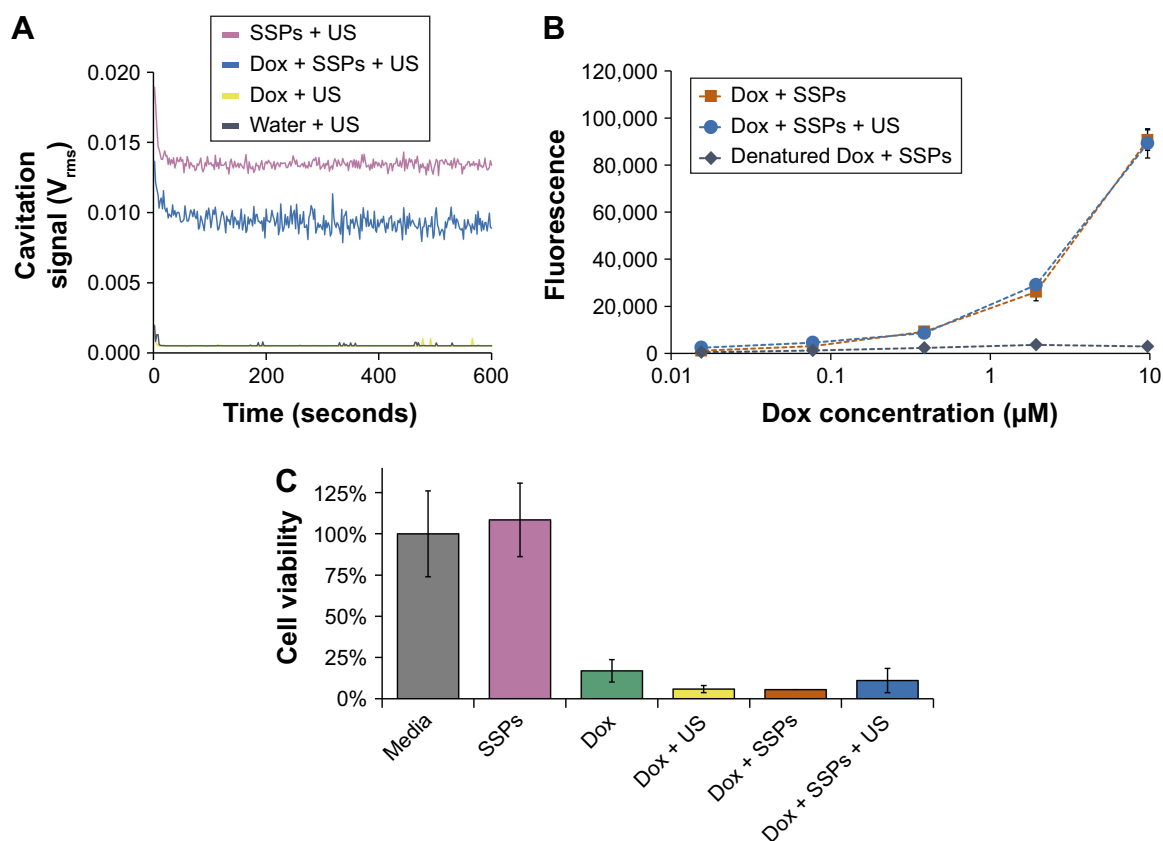 A
SSPs + US
Dox + SSPs + US
Dox + US
Water + US
Cavitation
signal (Vrms)
0.020
0.015
0.010
0.005
0.000
0
200
400
600
Time (seconds)
B
Dox + SSPs
Dox + SSPs + US
Denatured Dox + SSPs
Fluorescence
120,000
100,000
80,000
60,000
40,000
20,000
0
0.01
0.1
1
10
Dox concentration (µM)
C
Cell viability
125%
100%
75%
50%
25%
0%
Media
SSPs
Dox
Dox + US
Dox + SSPs
Dox + SSPs + US